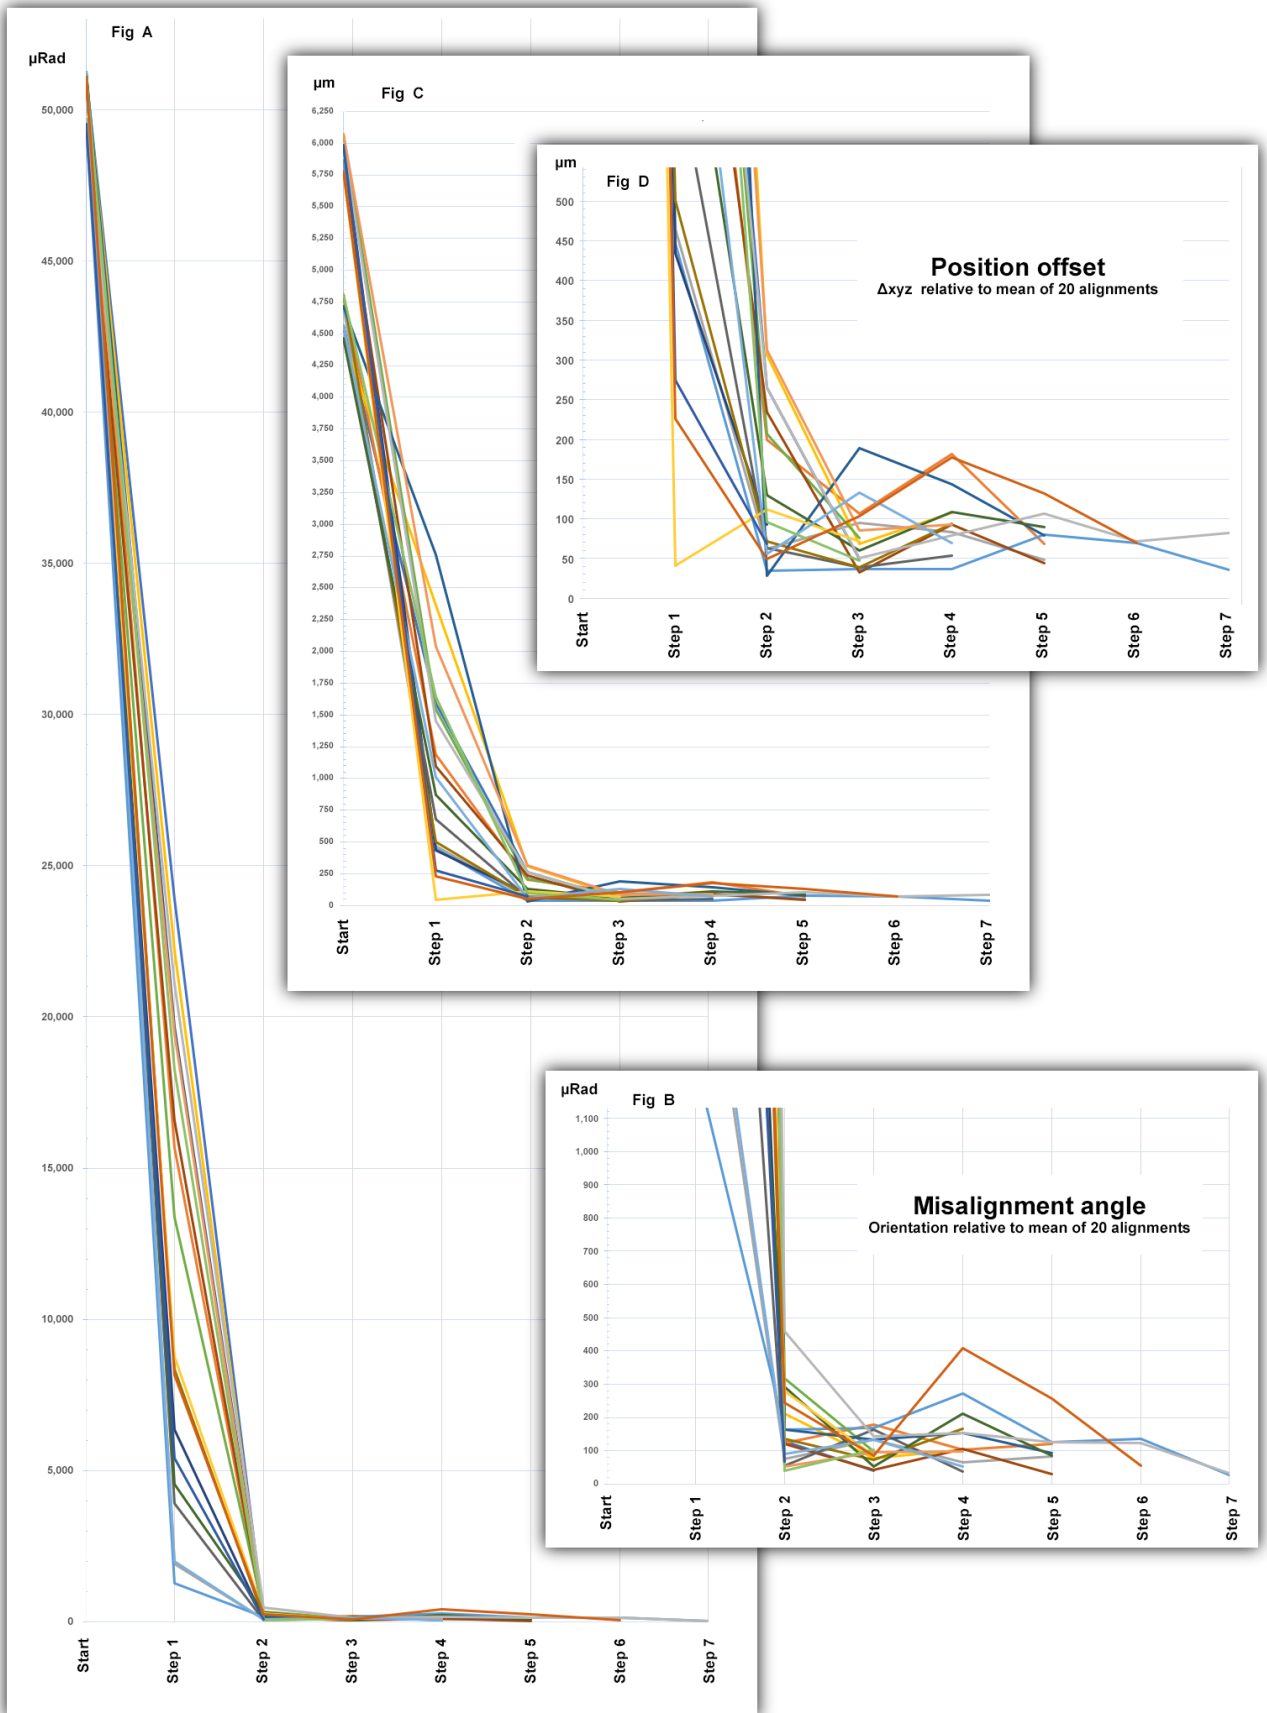 Fig A
µRad
50,000
45,000
40,000
35,000
30,000
25,000
20,000
15,000
10,000
5,000
0
Start
Step 1
Step 2
Step 3
Step 4
Step 5
Step 6
Step 7
µm
Fig C
6,250
6,000
5,750
5,500
5,250
5,000
4,750
4,500
4,250
4,000
3,750
3,500
3,250
3,000
2,750
2,500
2,250
2,000
1,750
1,500
1,250
1,000
750
500
250
0
Start
Step 1
Step 2
Step 3
Step 4
Step 5
Step 6
Step 7
µm
Fig D
500
450
400
350
300
250
200
150
100
50
0
Position offset
Δxyz relative to mean of 20 alignments
Start
Step 1
Step 2
Step 3
Step 4
Step 5
Step 6
Step 7
µRad
Fig B
1,100
1,000
900
800
700
600
500
400
300
200
100
0
Misalignment angle
Orientation relative to mean of 20 alignments
Start
Step 1
Step 2
Step 3
Step 4
Step 5
Step 6
Step 7